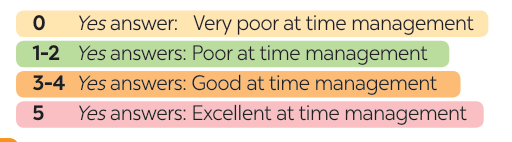 0 Yes answer: Very poor at time management
1-2 Yes answers: Poor at time management
3-4 Yes answers: Good at time management
5 Yes answers: Excellent at time management